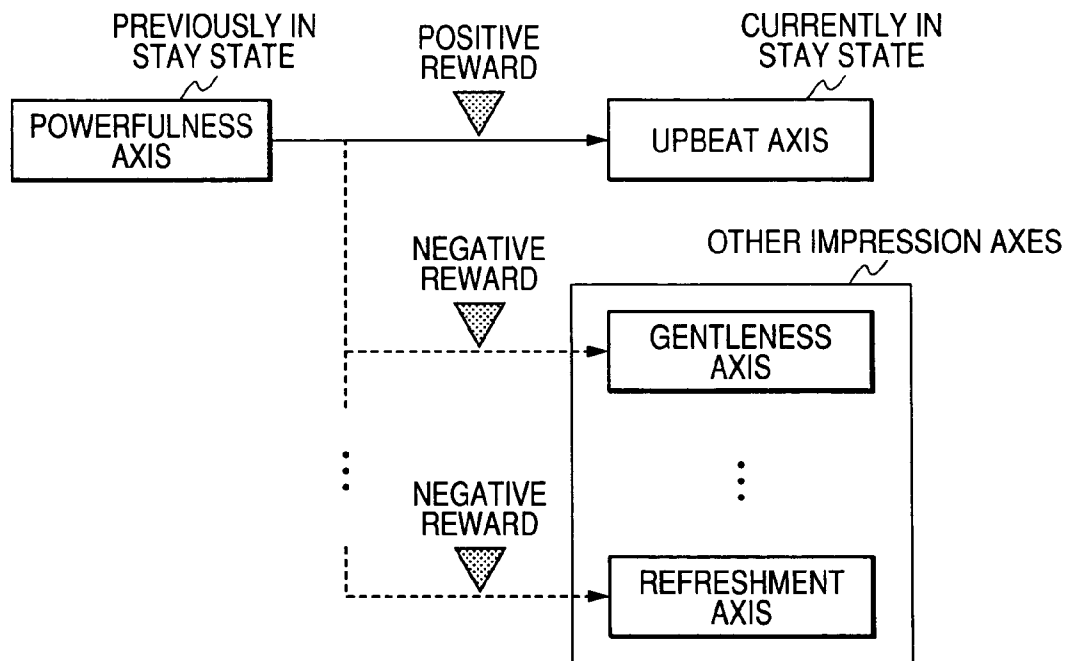 PREVIOUSLY IN
STAY STATE
POSITIVE
REWARD
CURRENTLY IN
STAY STATE
POWERFULNESS
AXIS
UPBEAT AXIS
NEGATIVE
REWARD
OTHER IMPRESSION AXES
GENTLENESS
AXIS
NEGATIVE
REWARD
REFRESHMENT
AXIS